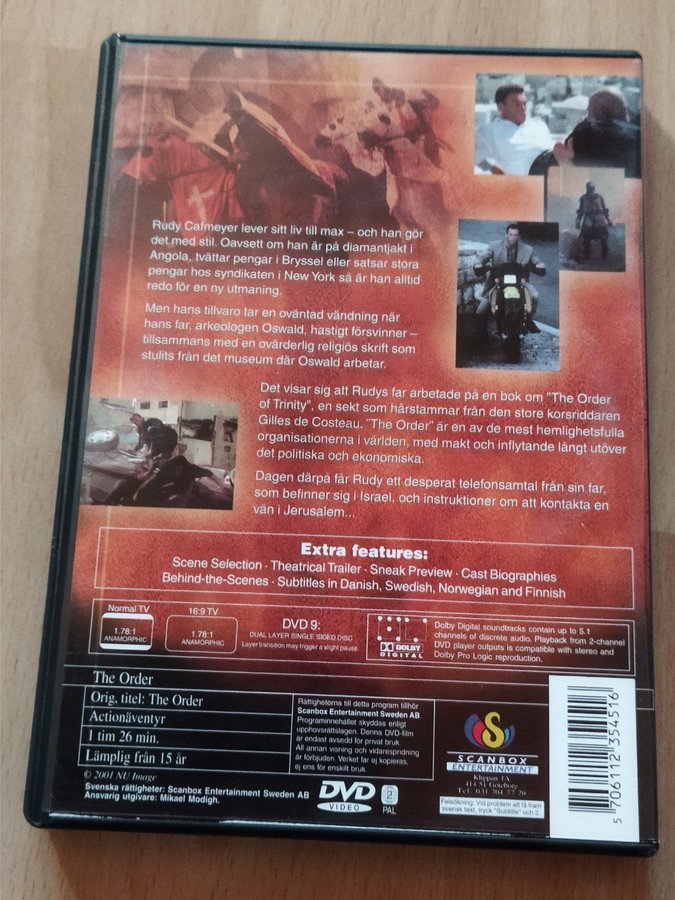 Rudy Cafmeyer lever sitt liv till max – och han gör
det med stil. Oavsett om han är på diamantjakt i
Angola, tvättar pengar i Bryssel eller satsar stora
pengar hos syndikaten i New York så är han alltid
redo för en ny utmaning.
Men hans tillvaro tar en oväntad vändning när
hans far, arkeologen Oswald, hastigt försvinner –
tillsammans med en ovärderlig religiös skrift som
stulits från det museum där Oswald arbetar.
Det visar sig att Rudys far arbetade på en bok om "The Order
of Trinity", en sekt som härstammar från den store korsriddaren
Gilles de Costeau. "The Order" är en av de mest hemlighetsfulla
organisationerna i världen, med makt och inflytande långt utöver
det politiska och ekonomiska.
Dagen därpå får Rudy ett desperat telefonsamtal från sin far,
som befinner sig i Israel, och instruktioner om att kontakta en
vän i Jerusalem...
Extra features:
Scene Selection · Theatrical Trailer · Sneak Preview · Cast Biographies
Behind-the-Scenes · Subtitles in Danish, Swedish, Norwegian and Finnish
Normal TV
1.78:1
ANAMORPHIC
16:9 TV
1.78:1
ANAMORPHIC
DVD 9:
DUAL LAYER SINGLE SIDED DISC
Layer transition may trigger a slight pause.
DOLBY
DIGITAL
Dolby Digital soundtracks contain up to 5.1
channels of discrete audio. Playback from 2-channel
DVD player outputs is compatible with stereo and
Dolby Pro Logic reproduction.
The Order
Orig. titel: The Order
Actionäventyr
1 tim 26 min.
Lämplig från 15 år
© 2001 NU Image
Svenska rättigheter: Scanbox Entertainment Sweden AB
Ansvarig utgivare: Mikael Modigh.
Rättigheterna till detta program tillhör
Scanbox Entertainment Sweden AB.
Programinnehållet skyddas enligt
upphovsrättslagen. Denna DVD-film
är endast avsedd för privat bruk.
All annan visning och vidarespridning
är förbjuden. Verket får ej kopieras,
ej ens för enskilt bruk.
DVD
VIDEO
2
PAL
S
SCANBOX
ENTERTAINMENT
Klippan 1A
414 51 Göteborg
Tel. 031 704 77 20
Felsökning: Vid problem att få fram
svensk text, tryck "Subtitle" och 2.
5 706112 354516